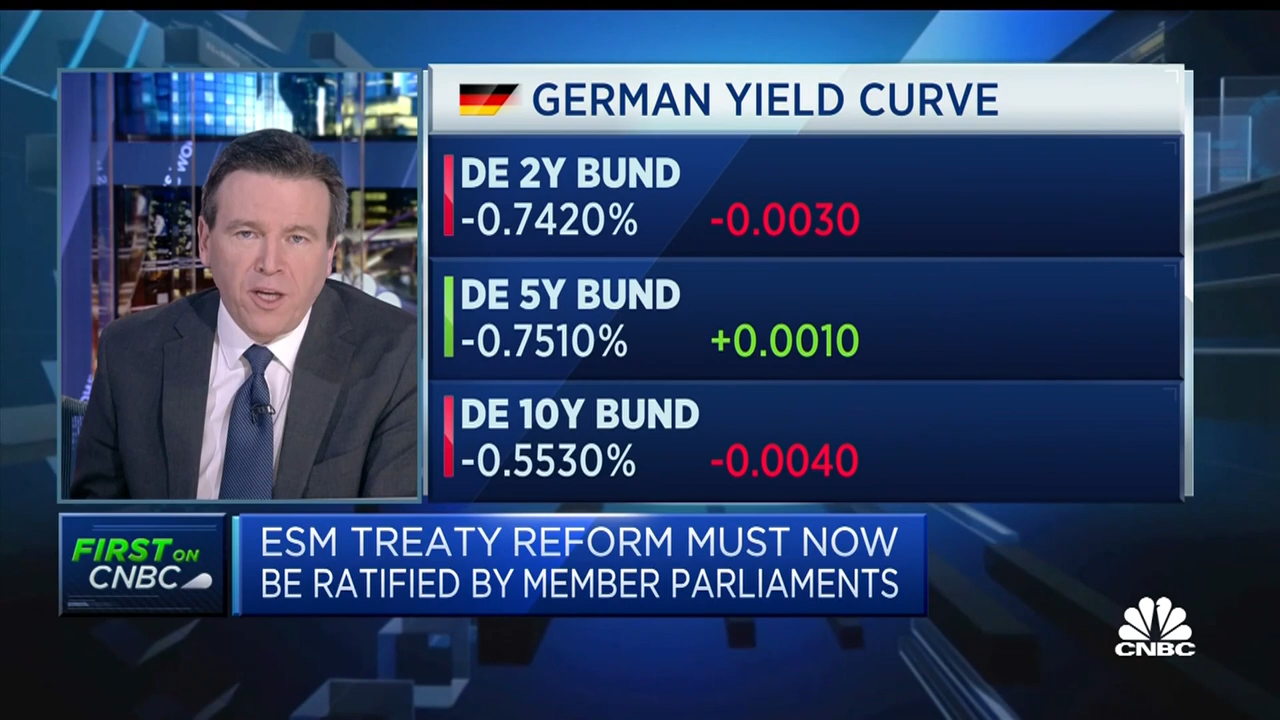 GERMAN YIELD CURVE
DE 2Y BUND
-0.7420% -0.0030
DE 5Y BUND
-0.7510% +0.0010
DE 10Y BUND
-0.5530% -0.0040
FIRST ON
CNBC
ESM TREATY REFORM MUST NOW
BE RATIFIED BY MEMBER PARLIAMENTS
CNBC